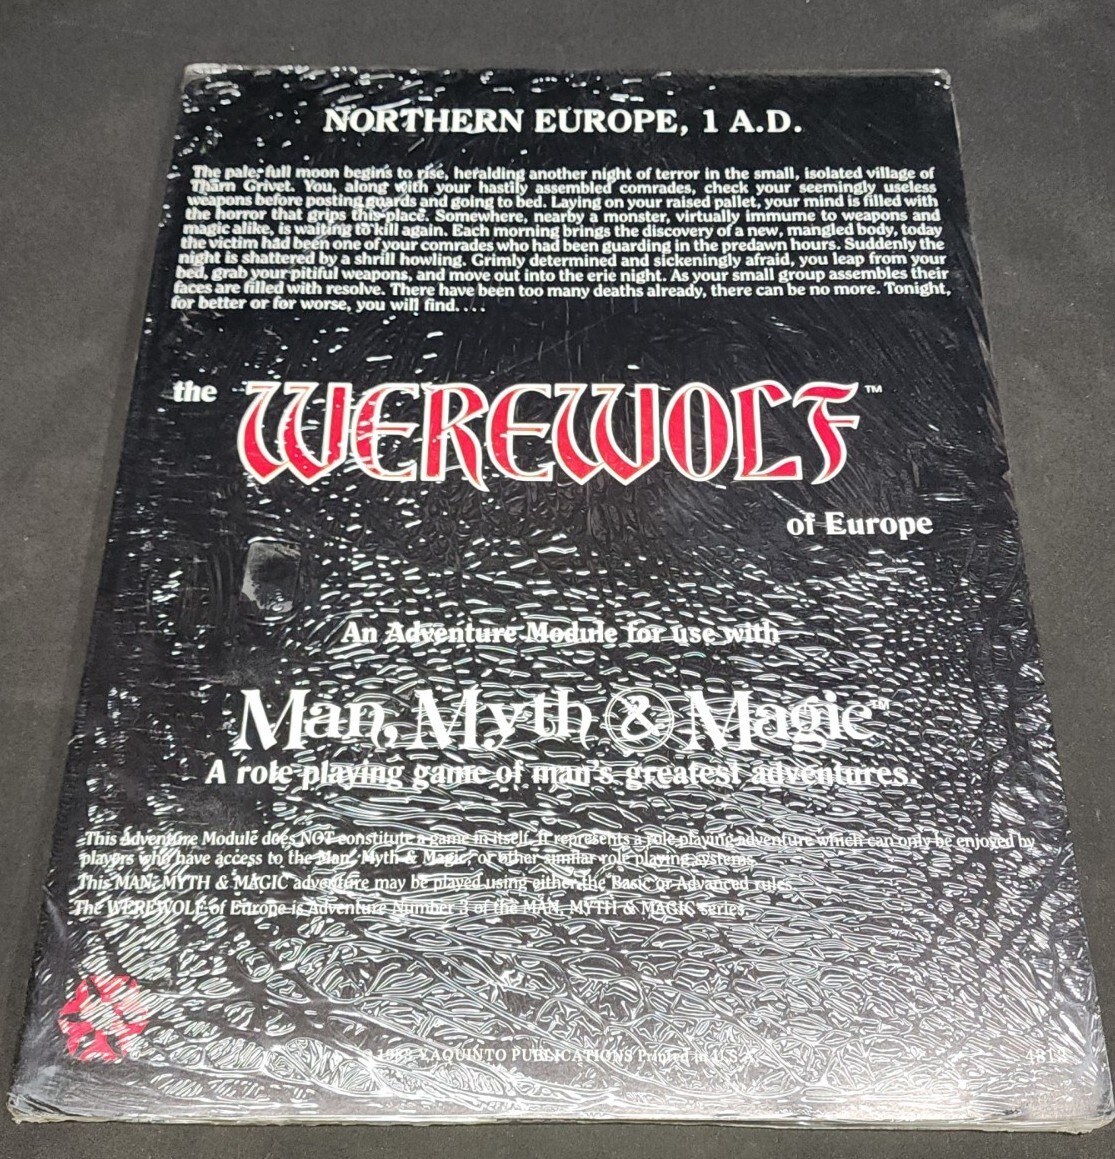 NORTHERN EUROPE, 1 A.D.
The pale, full moon begins to rise, heralding another night of terror in the small, isolated village of
Tharn Grivet. You, along with your hastily assembled comrades, check your seemingly useless
weapons before posting guards and going to bed. Laying on your raised pallet, your mind is filled with
the horror that grips this place. Somewhere, nearby a monster, virtually immume to weapons and
magic alike, is waiting to kill again. Each morning brings the discovery of a new, mangled body, today
the victim had been one of your comrades who had been guarding in the predawn hours. Suddenly the
night is shattered by a shrill howling. Grimly determined and sickeningly afraid, you leap from your
bed, grab your pitiful weapons, and move out into the erie night. As your small group assembles their
faces are filled with resolve. There have been too many deaths already, there can be no more. Tonight,
for better or for worse, you will find. . . .
the WEREWOLF™
of Europe
An Adventure Module for use with
Man, Myth & Magic™
A role-playing game of man's greatest adventures.
This Adventure Module does NOT constitute a game in itself. It represents a role-playing adventure which can only be enjoyed by
players who have access to the Man, Myth & Magic, or other similar role playing systems.
This MAN, MYTH & MAGIC adventure may be played using either the Basic or Advanced rules.
The WEREWOLF of Europe is Adventure Number 3 of the MAN, MYTH & MAGIC series.
YAQUINTO PUBLICATIONS Printed in U.S.A.